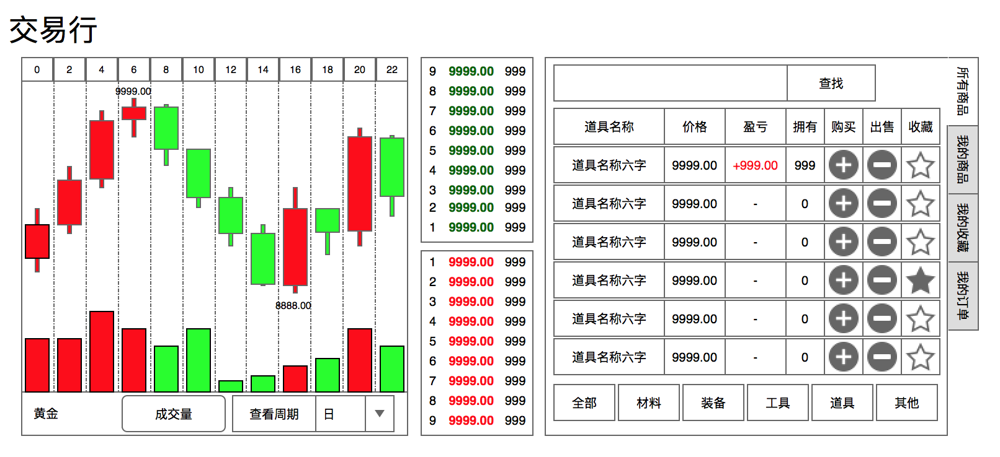 交易行
0 2 4 6 8 10 12 14 16 18 20 22
9999.00
8888.00
黄金 成交量 查看周期 日
9 9999.00 999
8 9999.00 999
7 9999.00 999
6 9999.00 999
5 9999.00 999
4 9999.00 999
3 9999.00 999
2 9999.00 999
1 9999.00 999
1 9999.00 999
2 9999.00 999
3 9999.00 999
4 9999.00 999
5 9999.00 999
6 9999.00 999
7 9999.00 999
8 9999.00 999
9 9999.00 999
查找
道具名称 价格 盈亏 拥有 购买 出售 收藏
道具名称六字 9999.00 +999.00 999
道具名称六字 9999.00 - 0
道具名称六字 9999.00 - 0
道具名称六字 9999.00 - 0
道具名称六字 9999.00 - 0
道具名称六字 9999.00 - 0
全部 材料 装备 工具 道具 其他
所有商品
我的商品
我的收藏
我的订单